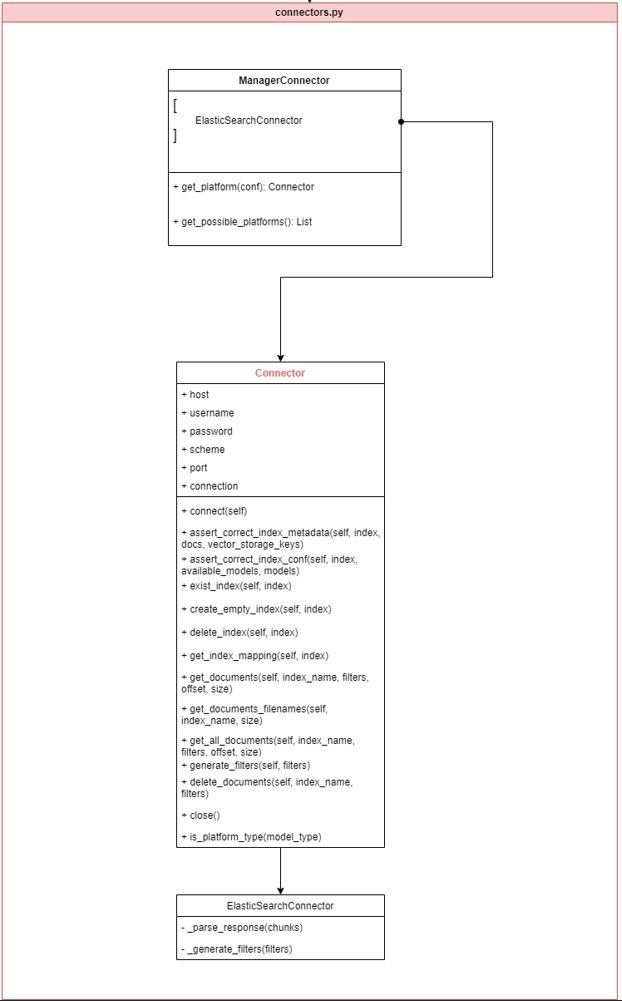 connectors.py
ManagerConnector
[
ElasticSearchConnector
]
+ get_platform(conf): Connector
+ get_possible_platforms(): List
Connector
+ host
+ username
+ password
+ scheme
+ port
+ connection
+ connect(self)
+ assert_correct_index_metadata(self, index,
docs, vector_storage_keys)
+ assert_correct_index_conf(self, index,
available_models, models)
+ exist_index(self, index)
+ create_empty_index(self, index)
+ delete_index(self, index)
+ get_index_mapping(self, index)
+ get_documents(self, index_name, filters,
offset, size)
+ get_documents_filenames(self,
index_name, size)
+ get_all_documents(self, index_name,
filters, offset, size)
+ generate_filters(self, filters)
+ delete_documents(self, index_name,
filters)
+ close()
+ is_platform_type(model_type)
ElasticSearchConnector
- _parse_response(chunks)
- _generate_filters(filters)